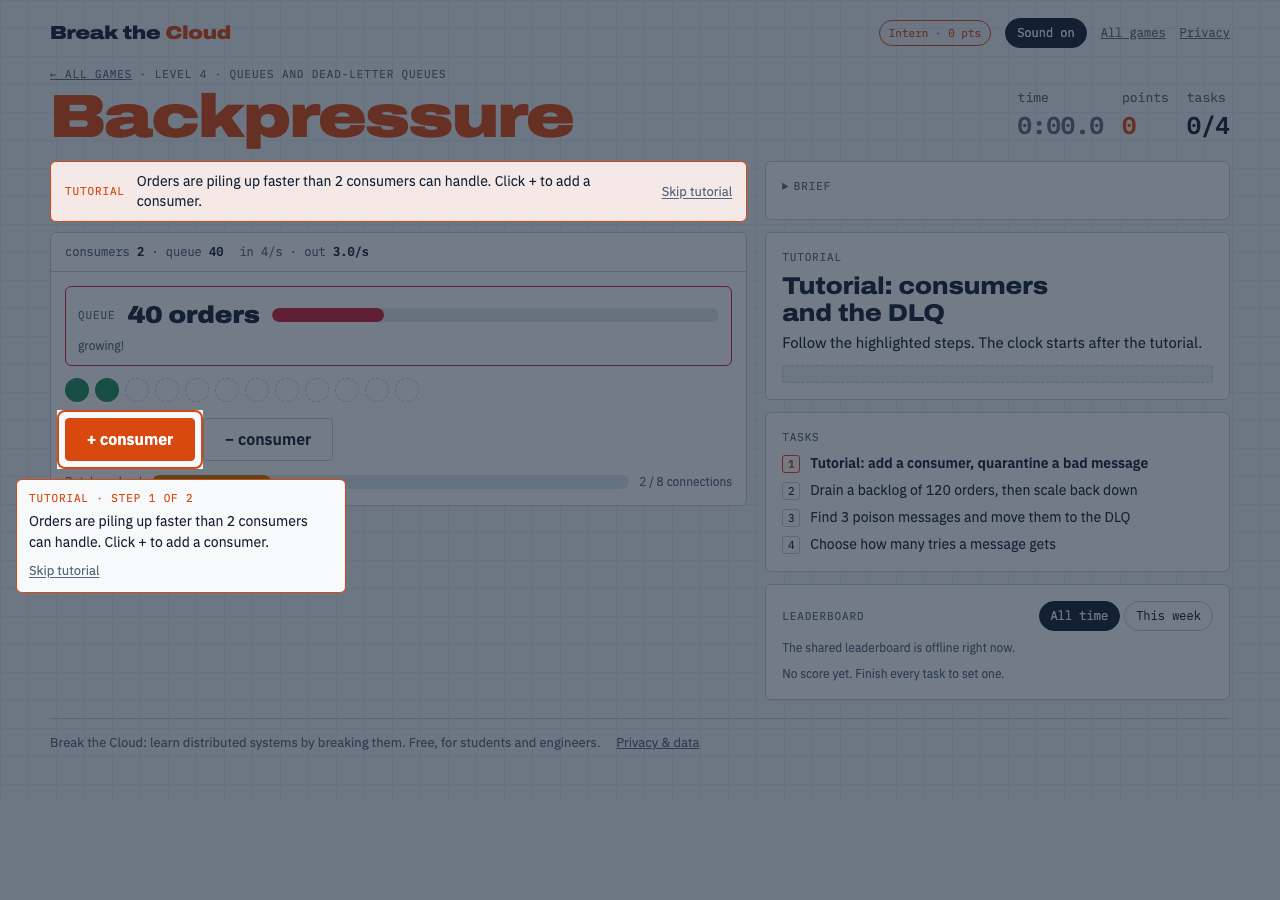 Break the Cloud
Intern · 0 pts
Sound on
All games
Privacy
← ALL GAMES · LEVEL 4 · QUEUES AND DEAD-LETTER QUEUES
Backpressure
time
0:00.0
points
0
tasks
0/4
TUTORIAL
Orders are piling up faster than 2 consumers can handle. Click + to add a
consumer.
Skip tutorial
consumers 2 · queue 40 in 4/s · out 3.0/s
QUEUE
40 orders
growing!
+ consumer
− consumer
2 / 8 connections
TUTORIAL · STEP 1 OF 2
Orders are piling up faster than 2 consumers
can handle. Click + to add a consumer.
Skip tutorial
BRIEF
TUTORIAL
Tutorial: consumers
and the DLQ
Follow the highlighted steps. The clock starts after the tutorial.
TASKS
1 Tutorial: add a consumer, quarantine a bad message
2 Drain a backlog of 120 orders, then scale back down
3 Find 3 poison messages and move them to the DLQ
4 Choose how many tries a message gets
LEADERBOARD
All time
This week
The shared leaderboard is offline right now.
No score yet. Finish every task to set one.
Break the Cloud: learn distributed systems by breaking them. Free, for students and engineers.
Privacy & data